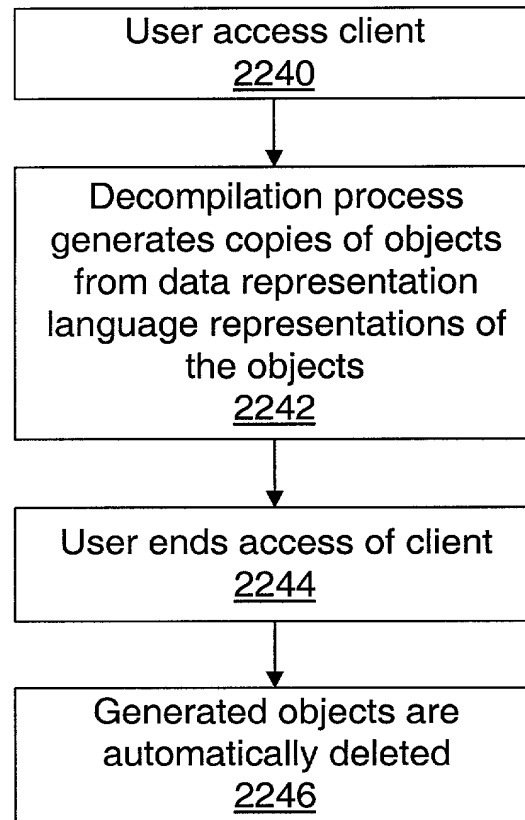 User access client
2240
Decompilation process
generates copies of objects
from data representation
language representations of
the objects
2242
User ends access of client
2244
Generated objects are
automatically deleted
2246